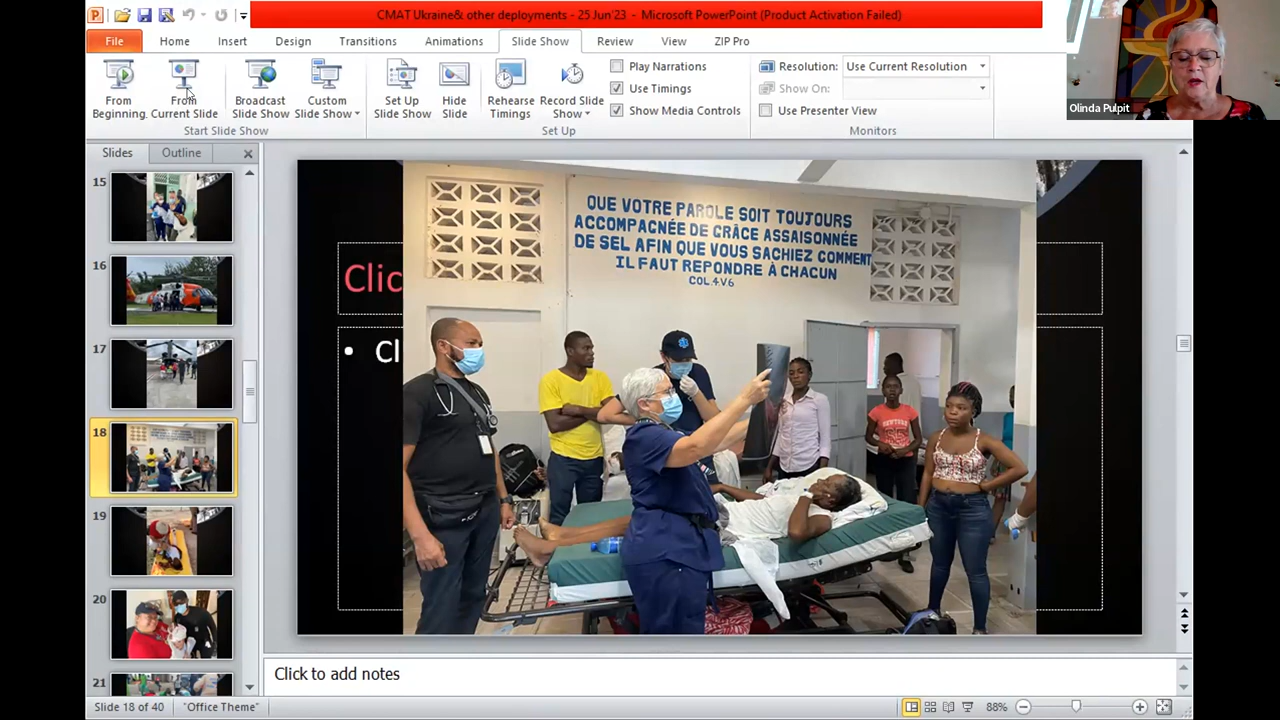 CMAT Ukraine& other deployments - 25 Jun'23 - Microsoft PowerPoint (Product Activation Failed)
File Home Insert Design Transitions Animations Slide Show Review View ZIP Pro
From Beginning
From Current Slide
Broadcast Slide Show
Custom Slide Show
Set Up Slide Show
Hide Slide
Rehearse Timings
Record Slide Show
Play Narrations
Use Timings
Show Media Controls
Resolution: Use Current Resolution
Show On:
Use Presenter View
Start Slide Show
Set Up
Monitors
Olinda Pulpit
Slides Outline
15
16
17
18
19
20
21
Clic
• Cl
QUE VOTRE PAROLE SOIT TOUJOURS
ACCOMPAGNÉE DE CRÂCE ASSAISONNÉE
DE SEL AFIN QUE VOUS SACHIEZ COMMENT
IL FAUT REPONDRE À CHACUN
COL.4.V6
Click to add notes
Slide 18 of 40 "Office Theme" 88%